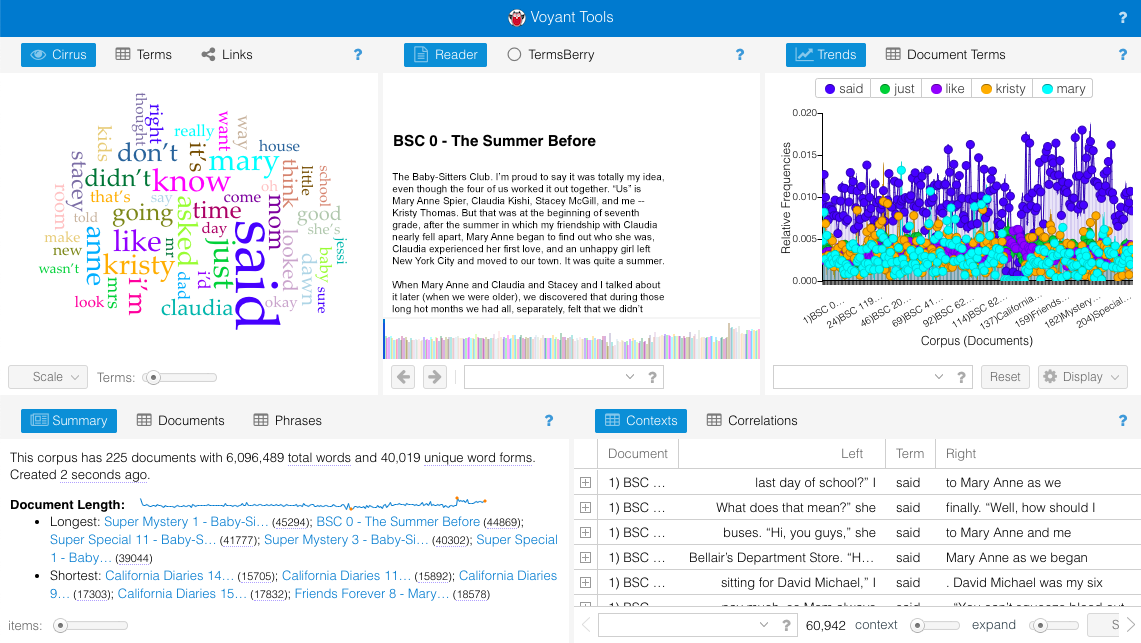 Voyant Tools
?
Cirrus
Terms
Links
?
Reader
TermsBerry
?
Trends
Document Terms
?
thought
right
kids
really
want
way
house
don't
it's
mary
stacey
didn't
know
think
little
school
oh
that's
say
come
room
told
going
asked
time
mom
good
she's
day
make
anne
like
mr
just
said
looked
jessi
new
wasn't
kristy
dad
i'd
dawn
baby
sure
look
mrs
i'm
claudia
okay
Scale
Terms:
BSC 0 - The Summer Before
The Baby-Sitters Club. I'm proud to say it was totally my idea,
even though the four of us worked it out together. “Us” is
Mary Anne Spier, Claudia Kishi, Stacey McGill, and me --
Kristy Thomas. But that was at the beginning of seventh
grade, after the summer in which my friendship with Claudia
nearly fell apart, Mary Anne began to find out who she was,
Claudia experienced her first love, and an unhappy girl left
New York City and moved to our town. It was quite a summer.
When Mary Anne and Claudia and Stacey and I talked about
it later (when we were older), we discovered that during those
long hot months we had all, separately, felt that we didn't
?
said
just
like
kristy
mary
Relative Frequencies
0.020
0.015
0.010
0.005
0.000
1)BSC 0…
24)BSC 119…
46)BSC 20…
69)BSC 41…
92)BSC 62…
114)BSC 82…
137)California…
159)Friends…
182)Mystery…
204)Special…
Corpus (Documents)
?
Reset
Display
Summary
Documents
Phrases
?
This corpus has 225 documents with 6,096,489 total words and 40,019 unique word forms.
Created 2 seconds ago.
Document Length:
• Longest: Super Mystery 1 - Baby-Si… (45294); BSC 0 - The Summer Before (44869);
Super Special 11 - Baby-S… (41777); Super Mystery 3 - Baby-Si… (40302); Super Special
1 - Baby… (39044)
• Shortest: California Diaries 14… (15705); California Diaries 11… (15892); California Diaries
9… (17303); California Diaries 15… (17832); Friends Forever 8 - Mary… (18578)
items:
Contexts
Correlations
?
Document Left Term Right
1) BSC … last day of school?” I said to Mary Anne as we
1) BSC … What does that mean?” she said finally. “Well, how should I
1) BSC … buses. “Hi, you guys,” she said to Mary Anne and me
1) BSC … Bellair's Department Store. “H… said Mary Anne as we began
1) BSC … sitting for David Michael,” I said . David Michael was my six
? 60,942 context expand S